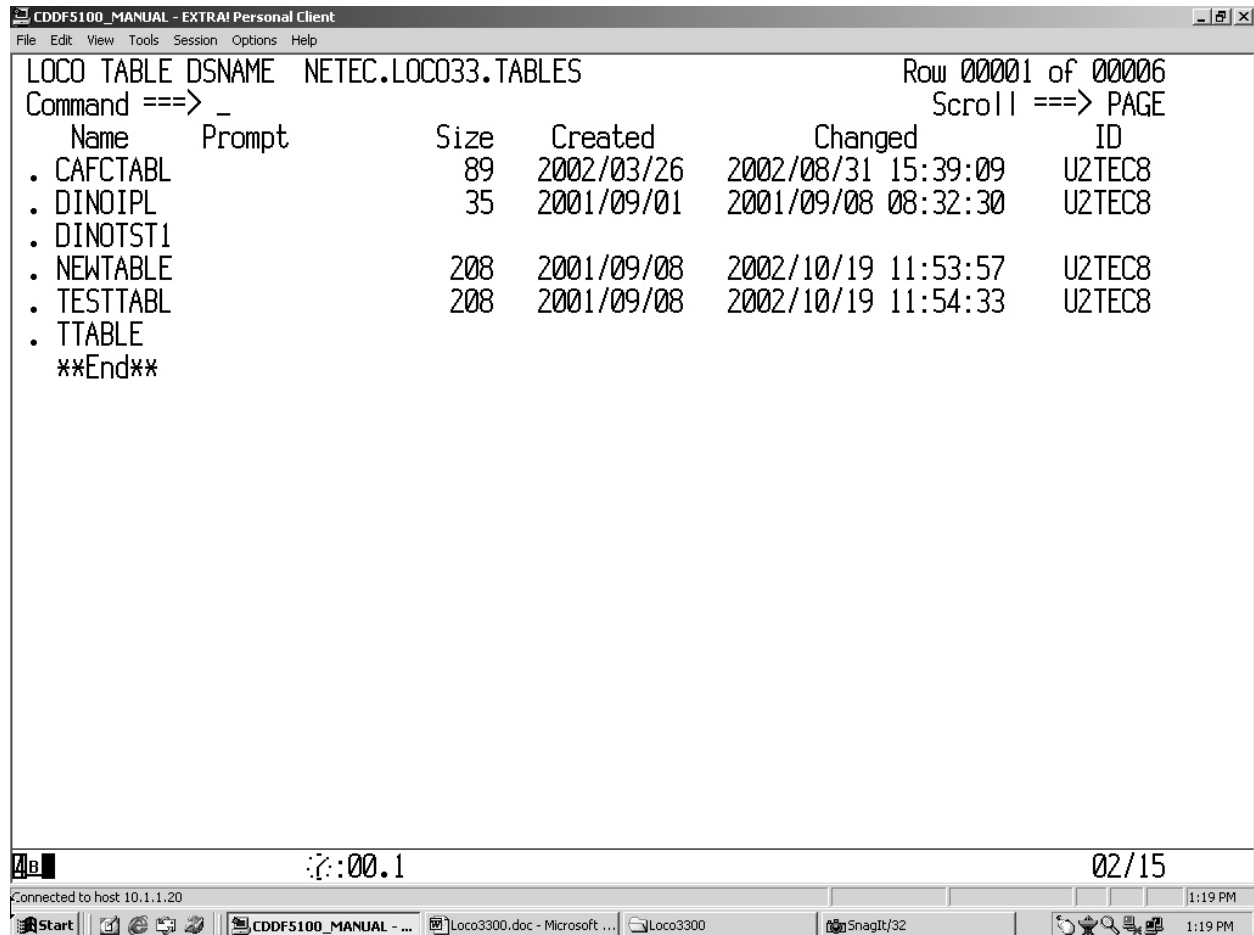 CDDF5100_MANUAL - EXTRA! Personal Client
File Edit View Tools Session Options Help
LOCO TABLE DSNAME NETEC.LOCO33.TABLES Row 00001 of 00006
Command ===> _ Scroll ===> PAGE
Name Prompt Size Created Changed ID
. CAFCTABL 89 2002/03/26 2002/08/31 15:39:09 U2TEC8
. DINOIPL 35 2001/09/01 2001/09/08 08:32:30 U2TEC8
. DINOTST1
. NEWTABLE 208 2001/09/08 2002/10/19 11:53:57 U2TEC8
. TESTTABL 208 2001/09/08 2002/10/19 11:54:33 U2TEC8
. TTABLE
**End**
4B :00.1 02/15
Connected to host 10.1.1.20 1:19 PM
Start CDDF5100_MANUAL - ... Loco3300.doc - Microsoft ... Loco3300 SnagIt/32 1:19 PM